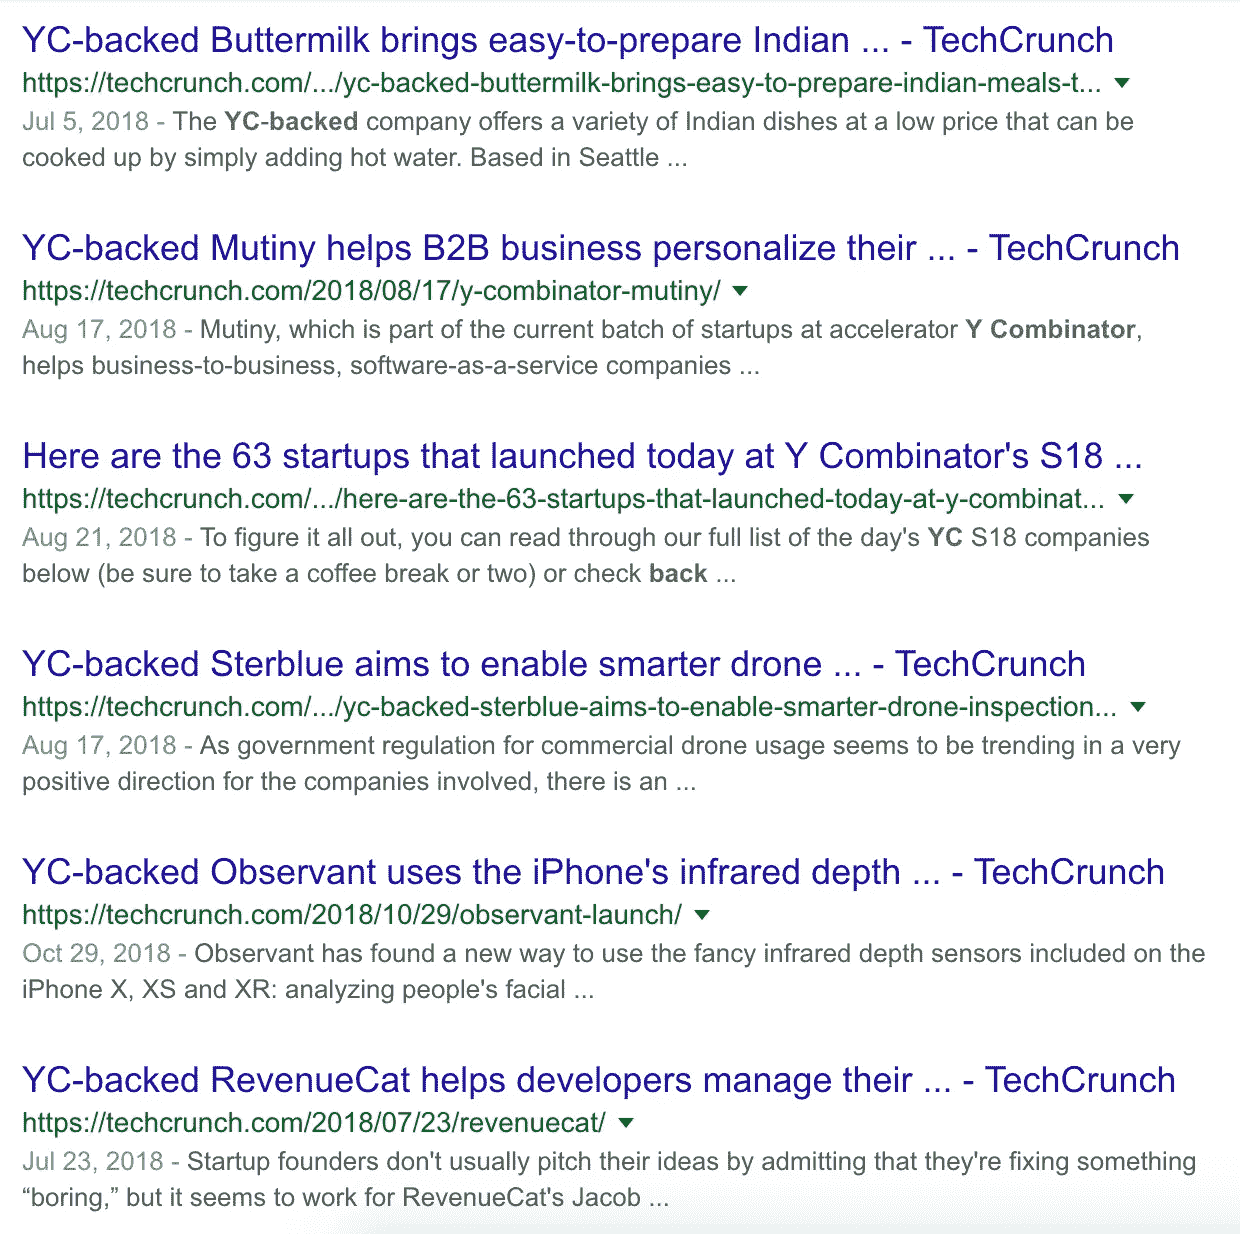 YC-backed Buttermilk brings easy-to-prepare Indian ... - TechCrunch
https://techcrunch.com/.../yc-backed-buttermilk-brings-easy-to-prepare-indian-meals-t...
Jul 5, 2018 - The YC-backed company offers a variety of Indian dishes at a low price that can be
cooked up by simply adding hot water. Based in Seattle ...
YC-backed Mutiny helps B2B business personalize their ... - TechCrunch
https://techcrunch.com/2018/08/17/y-combinator-mutiny/
Aug 17, 2018 - Mutiny, which is part of the current batch of startups at accelerator Y Combinator,
helps business-to-business, software-as-a-service companies ...
Here are the 63 startups that launched today at Y Combinator's S18 ...
https://techcrunch.com/.../here-are-the-63-startups-that-launched-today-at-y-combinat...
Aug 21, 2018 - To figure it all out, you can read through our full list of the day's YC S18 companies
below (be sure to take a coffee break or two) or check back ...
YC-backed Sterblue aims to enable smarter drone ... - TechCrunch
https://techcrunch.com/.../yc-backed-sterblue-aims-to-enable-smarter-drone-inspection...
Aug 17, 2018 - As government regulation for commercial drone usage seems to be trending in a very
positive direction for the companies involved, there is an ...
YC-backed Observant uses the iPhone's infrared depth ... - TechCrunch
https://techcrunch.com/2018/10/29/observant-launch/
Oct 29, 2018 - Observant has found a new way to use the fancy infrared depth sensors included on the
iPhone X, XS and XR: analyzing people's facial ...
YC-backed RevenueCat helps developers manage their ... - TechCrunch
https://techcrunch.com/2018/07/23/revenuecat/
Jul 23, 2018 - Startup founders don't usually pitch their ideas by admitting that they're fixing something
“boring,” but it seems to work for RevenueCat's Jacob ...